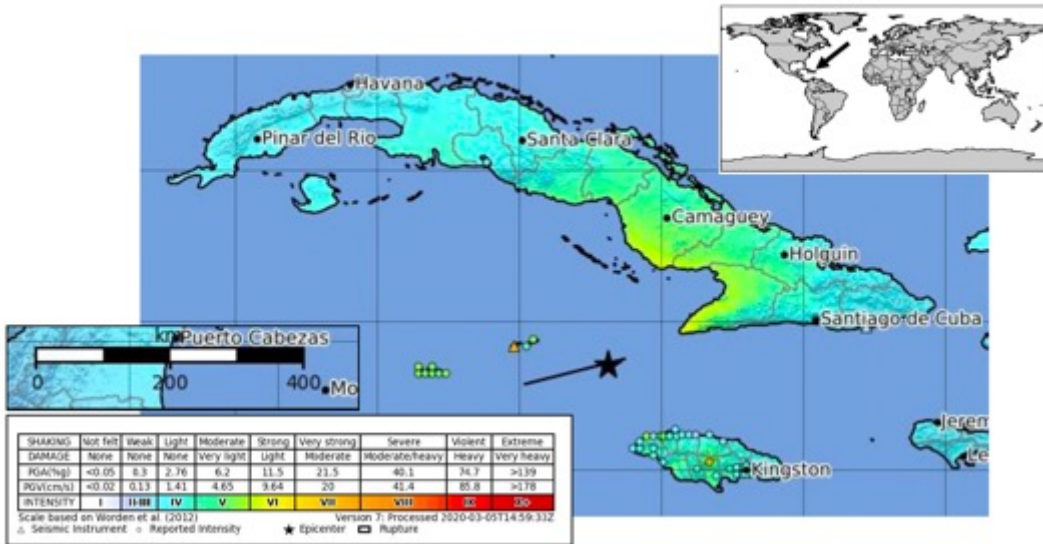 Havana
Pinar del Rio
Santa Clara
Camaguey
Holguin
Santiago de Cuba
km
Puerto Cabezas
0 200 400
Mo
Jerem
Le
Kingston
SHAKING Not felt Weak Light Moderate Strong Very strong Severe Violent Extreme
DAMAGE None None None Very light Light Moderate Moderate/heavy Heavy Very heavy
PGA(%g) <0.05 0.3 2.76 6.2 11.5 21.5 40.1 74.7 >139
PGV(cm/s) <0.02 0.13 1.41 4.65 9.64 20 41.4 85.8 >178
INTENSITY I II-III IV V VI VII VIII IX X+
Scale based on Worden et al. (2012) Version 7: Processed 2020-03-05T14:59:33Z
Seismic Instrument Reported Intensity Epicenter Rupture